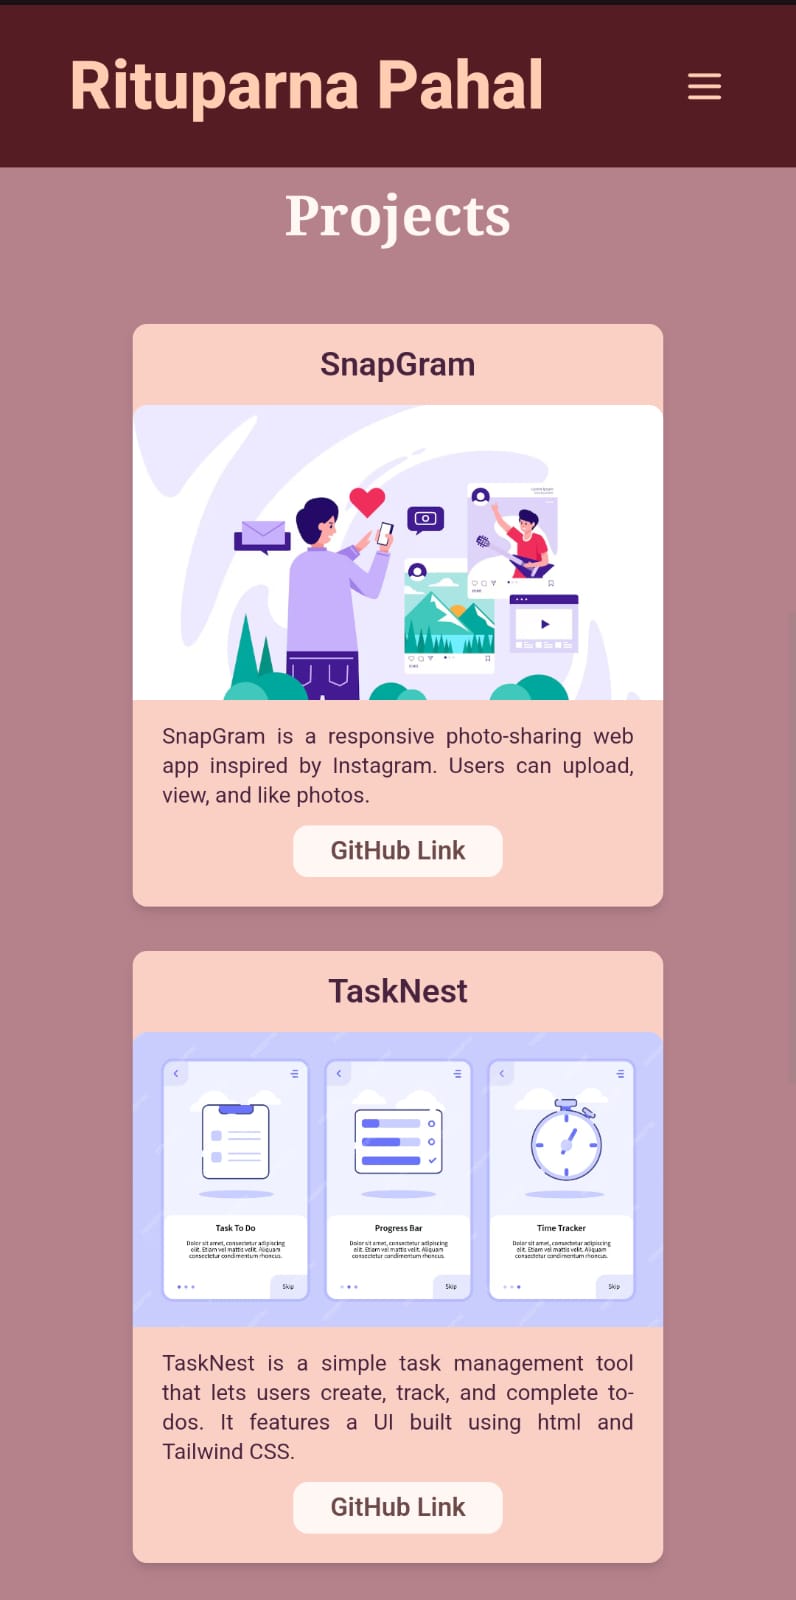 Rituparna Pahal
Projects
SnapGram
SnapGram is a responsive photo-sharing web
app inspired by Instagram. Users can upload,
view, and like photos.
GitHub Link
TaskNest
Task To Do
Dolor sit amet, consectetur adipiscing
elit. Etiam vel mattis velit. Aliquam
consectetur condimentum rhoncus.
Skip
Progress Bar
Dolor sit amet, consectetur adipiscing
elit. Etiam vel mattis velit. Aliquam
consectetur condimentum rhoncus.
Skip
Time Tracker
Dolor sit amet, consectetur adipiscing
elit. Etiam vel mattis velit. Aliquam
consectetur condimentum rhoncus.
Skip
TaskNest is a simple task management tool
that lets users create, track, and complete to-
dos. It features a UI built using html and
Tailwind CSS.
GitHub Link